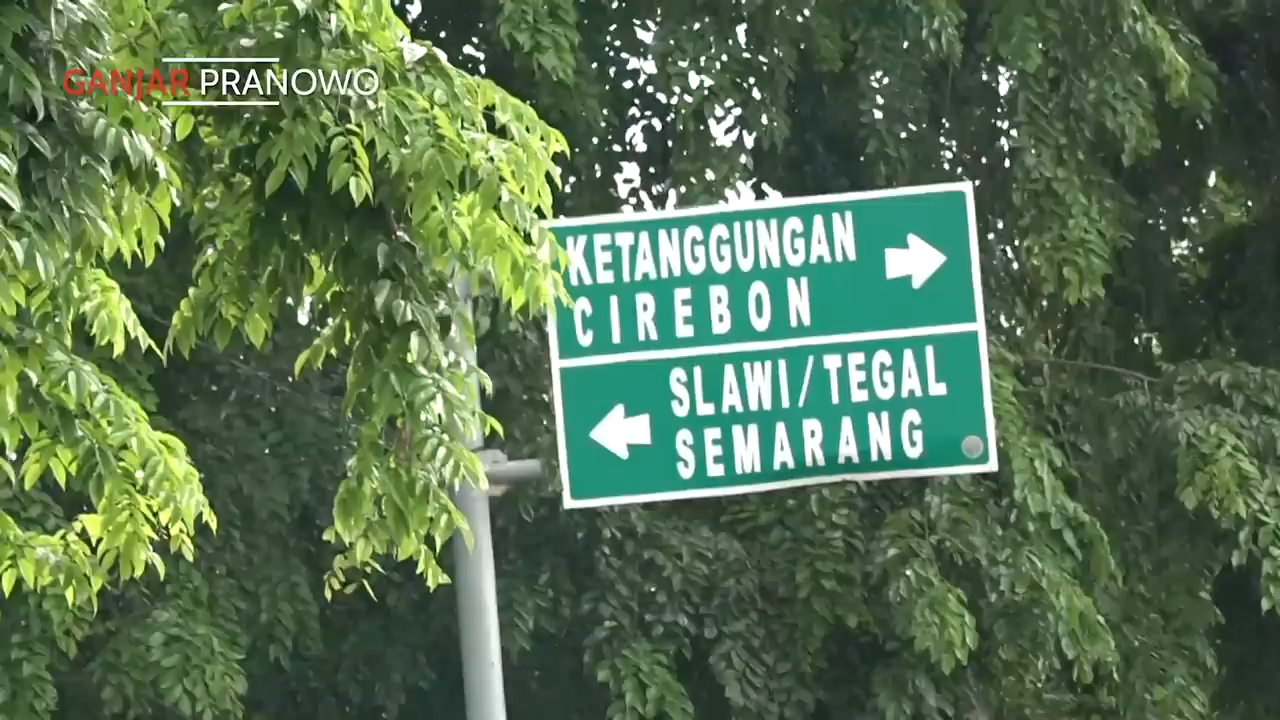 GANJAR PRANOWO
KETANGGUNGAN
CIREBON
SLAWI/TEGAL
SEMARANG